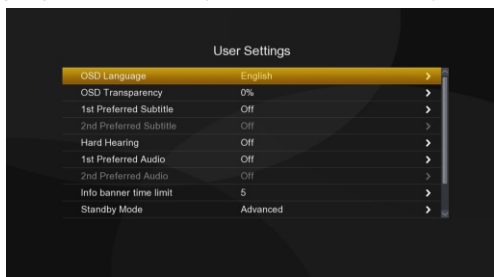 User Settings
OSD Language English
OSD Transparency 0%
1st Preferred Subtitle Off
2nd Preferred Subtitle Off
Hard Hearing Off
1st Preferred Audio Off
2nd Preferred Audio Off
Info banner time limit 5
Standby Mode Advanced